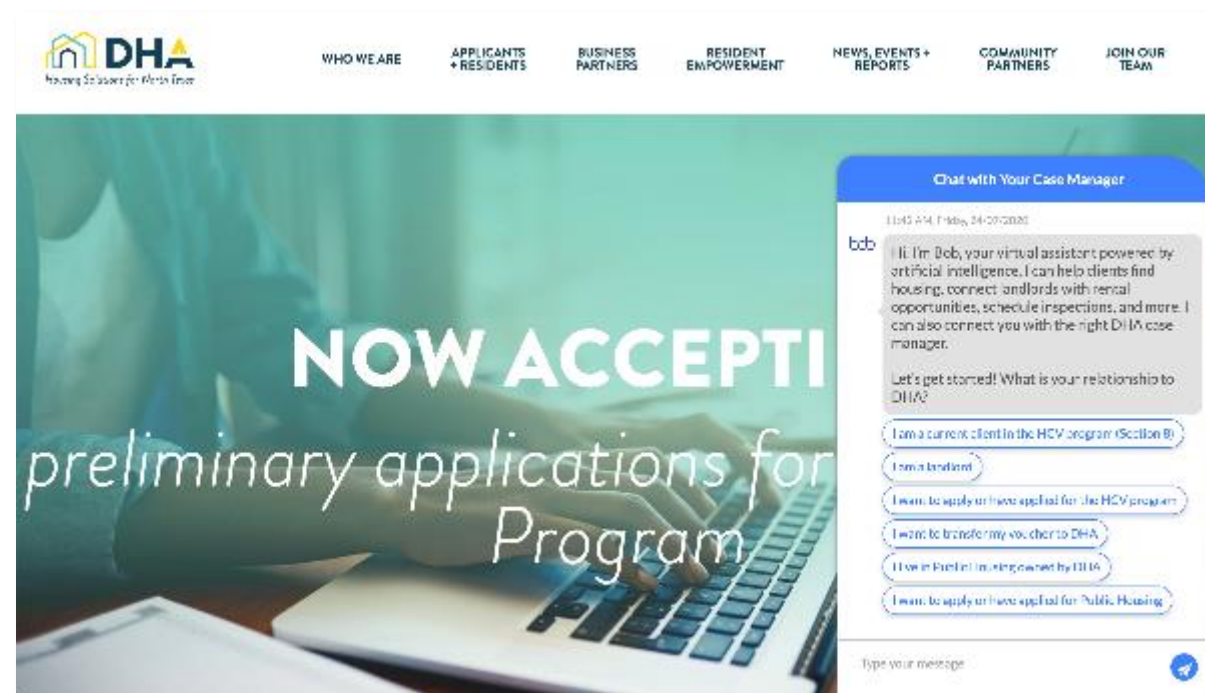 DHA
Housing Solutions for North Texas
WHO WE ARE
APPLICANTS
+ RESIDENTS
BUSINESS
PARTNERS
RESIDENT
EMPOWERMENT
NEWS, EVENTS +
REPORTS
COMMUNITY
PARTNERS
JOIN OUR
TEAM
NOW ACCEPTI
preliminary applications for
Program
Chat with Your Case Manager
11:43 AM, Friday,
bob
Hi, I'm Bob, your virtual assistant powered by
artificial intelligence. I can help clients find
housing, connect landlords with rental
opportunities, schedule inspections, and more. I
can also connect you with the right DHA case
manager.
Let's get started! What is your relationship to
DHA?
I am a current client in the HCV program (Section 8)
I am a landlord
I want to apply or have applied for the HCV program
I want to transfer my voucher to DHA
I live in Public Housing owned by DHA
I want to apply or have applied for Public Housing
Type your message